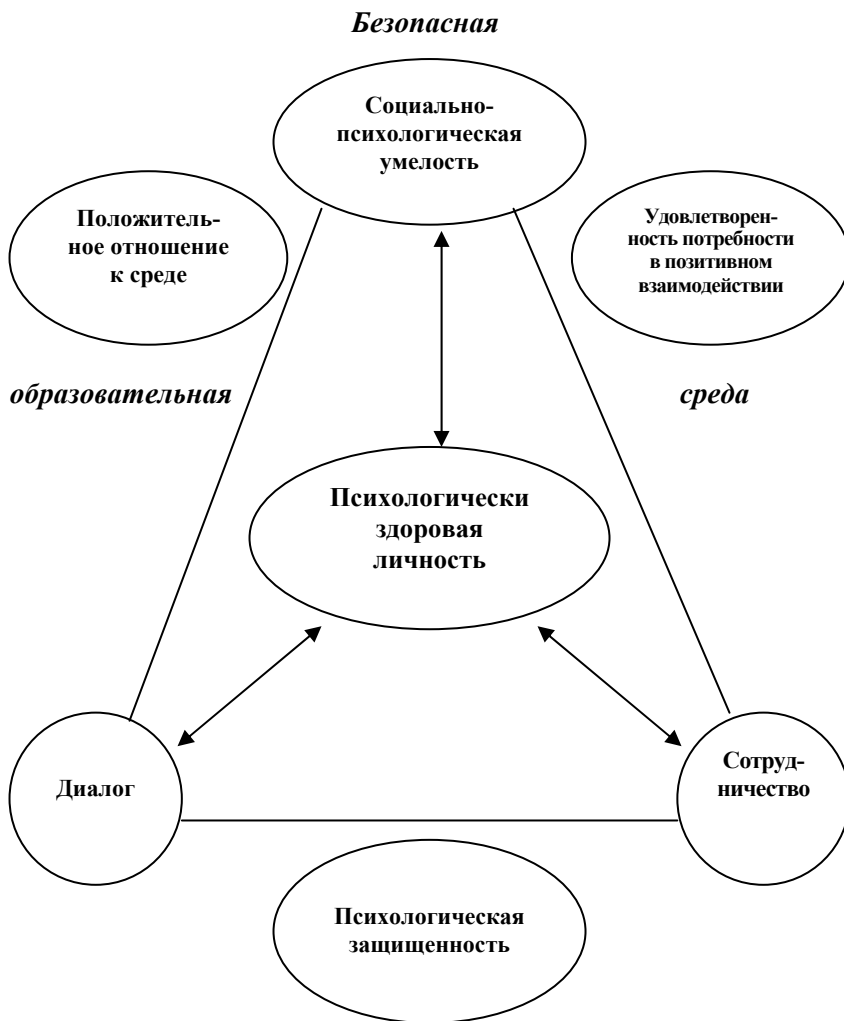 Безопасная
Социально-
психологическая
умелость
Положитель-
ное отношение
к среде
Удовлетворен-
ность потребности
в позитивном
взаимодействии
образовательная
среда
Психологически
здоровая
личность
Диалог
Сотруд-
ничество
Психологическая
защищенность